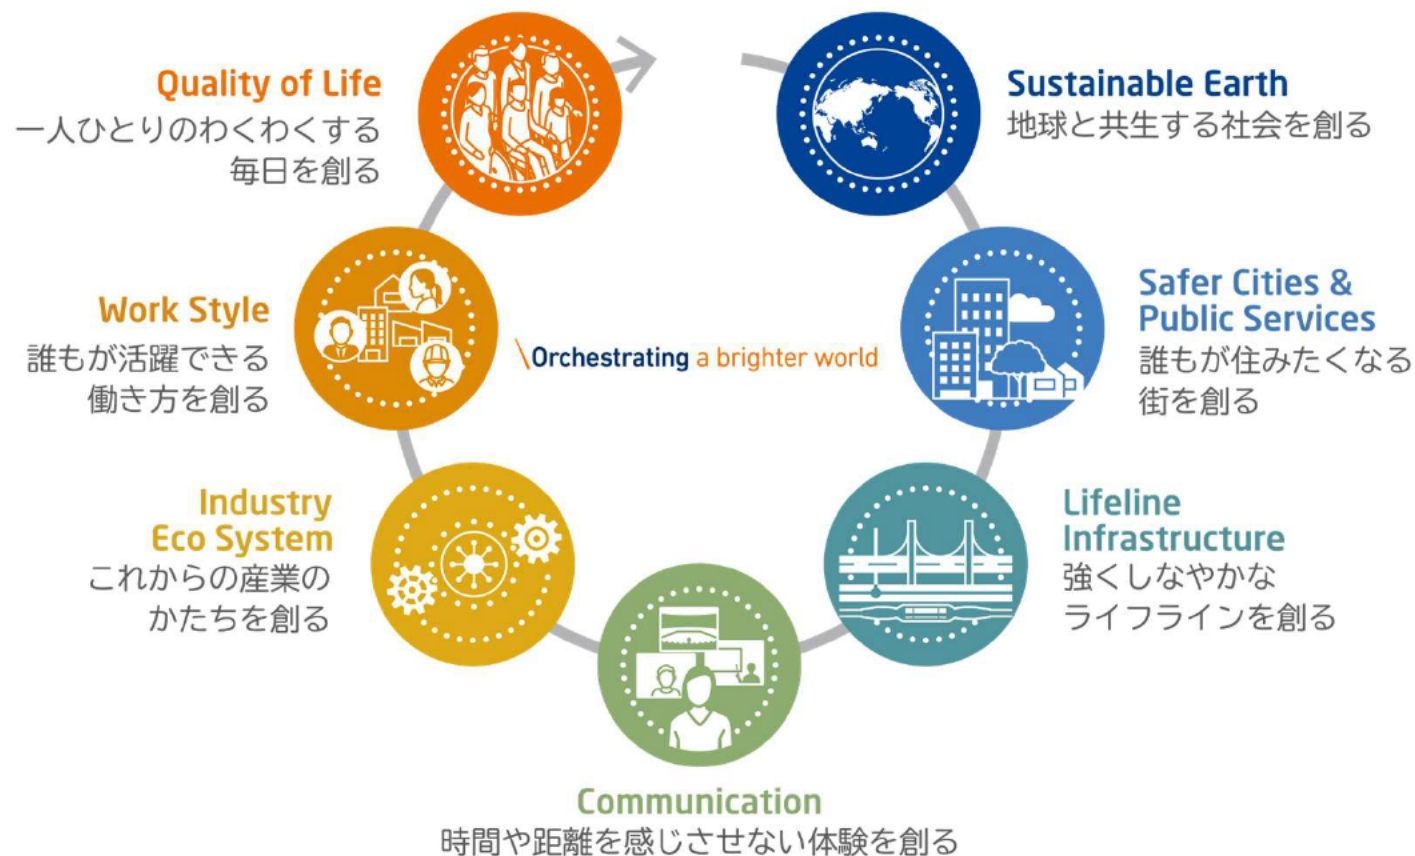 Sustainable Earth
地球と共生する社会を創る
Safer Cities &
Public Services
誰もが住みたくなる
街を創る
Lifeline
Infrastructure
強くしなやかな
ライフラインを創る
Communication
時間や距離を感じさせない体験を創る
Industry
Eco System
これからの産業の
かたちを創る
Work Style
誰もが活躍できる
働き方を創る
Quality of Life
一人ひとりのわくわくする
毎日を創る
\Orchestrating a brighter world